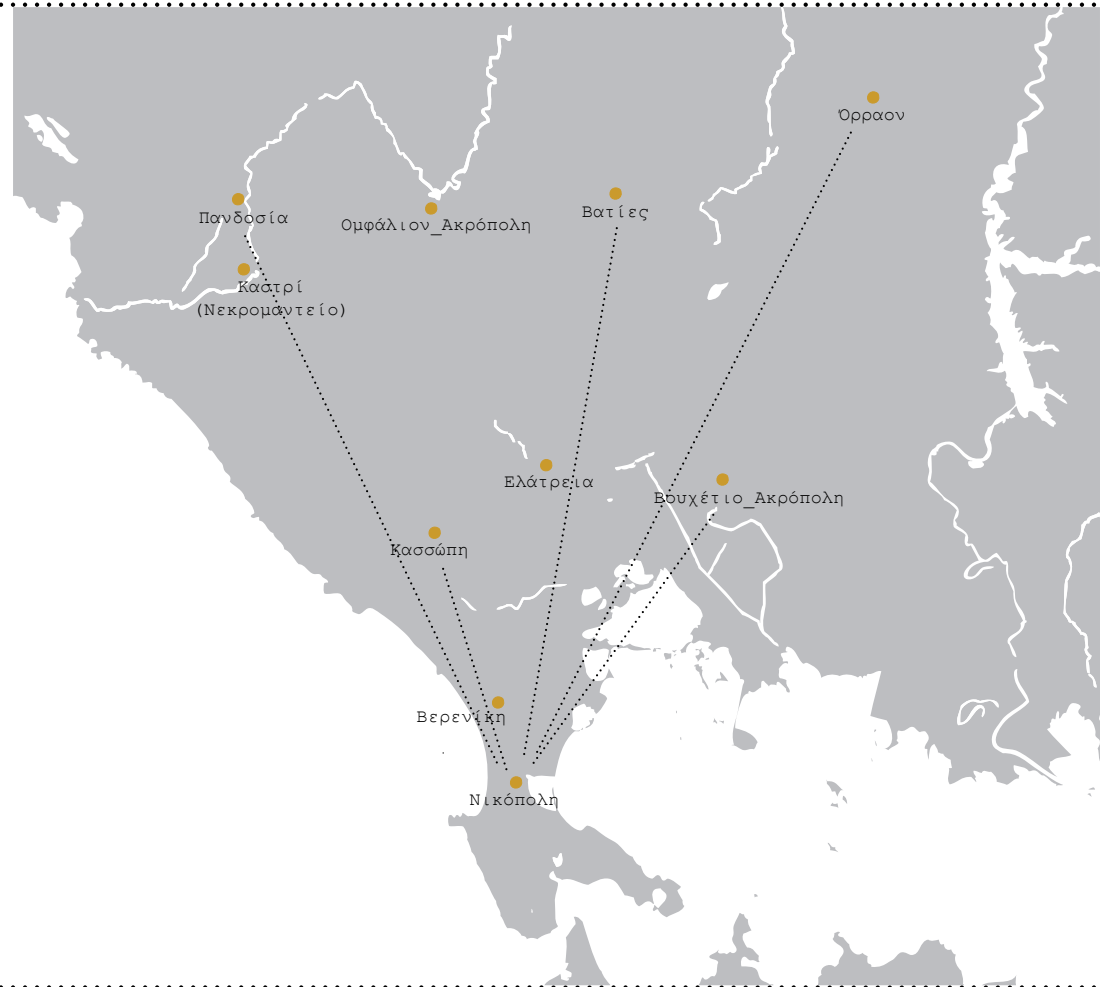 Όρραον
Πανδοσία
Ομφάλιον_Ακρόπολη
Βατίες
Καστρί
(Νεκρομαντείο)
Ελάτρεια
Βουχέτιο_Ακρόπολη
Κασσώπη
Βερενίκη
Νικόπολη